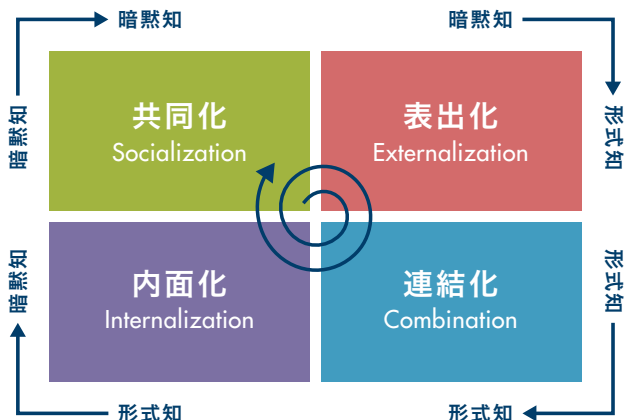 暗黙知
暗黙知
暗黙知
形式知
共同化
Socialization
表出化
Externalization
内面化
Internalization
連結化
Combination
暗黙知
形式知
形式知
形式知